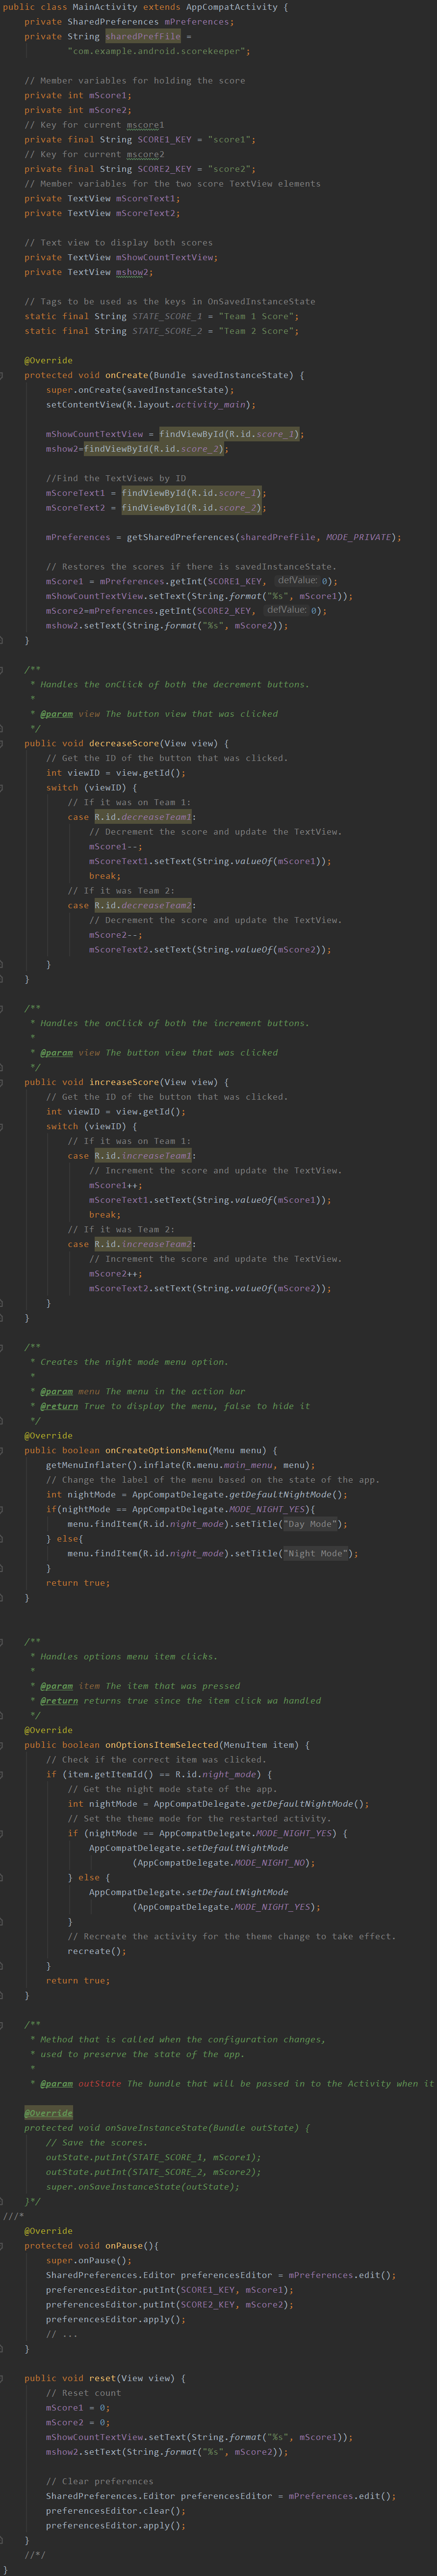 public class MainActivity extends AppCompatActivity {
    private SharedPreferences mPreferences;
    private String sharedPrefFile =
            "com.example.android.scorekeeper";

    // Member variables for holding the score
    private int mScore1;
    private int mScore2;
    // Key for current mscore1
    private final String SCORE1_KEY = "score1";
    // Key for current mscore2
    private final String SCORE2_KEY = "score2";
    // Member variables for the two score TextView elements
    private TextView mScoreText1;
    private TextView mScoreText2;

    // Text view to display both scores
    private TextView mShowCountTextView;
    private TextView mshow2;

    // Tags to be used as the keys in OnSavedInstanceState
    static final String STATE_SCORE_1 = "Team 1 Score";
    static final String STATE_SCORE_2 = "Team 2 Score";

    @Override
    protected void onCreate(Bundle savedInstanceState) {
        super.onCreate(savedInstanceState);
        setContentView(R.layout.activity_main);

        mShowCountTextView = findViewById(R.id.score_1);
        mshow2=findViewById(R.id.score_2);

        //Find the TextViews by ID
        mScoreText1 = findViewById(R.id.score_1);
        mScoreText2 = findViewById(R.id.score_2);

        mPreferences = getSharedPreferences(sharedPrefFile, MODE_PRIVATE);

        // Restores the scores if there is savedInstanceState.
        mScore1 = mPreferences.getInt(SCORE1_KEY, defValue: 0);
        mShowCountTextView.setText(String.format("%s", mScore1));
        mScore2=mPreferences.getInt(SCORE2_KEY, defValue: 0);
        mshow2.setText(String.format("%s", mScore2));
    }

    /**
     * Handles the onClick of both the decrement buttons.
     *
     * @param view The button view that was clicked
     */
    public void decreaseScore(View view) {
        // Get the ID of the button that was clicked.
        int viewID = view.getId();
        switch (viewID) {
            // If it was on Team 1:
            case R.id.decreaseTeam1:
                // Decrement the score and update the TextView.
                mScore1--;
                mScoreText1.setText(String.valueOf(mScore1));
                break;
            // If it was Team 2:
            case R.id.decreaseTeam2:
                // Decrement the score and update the TextView.
                mScore2--;
                mScoreText2.setText(String.valueOf(mScore2));
        }
    }

    /**
     * Handles the onClick of both the increment buttons.
     *
     * @param view The button view that was clicked
     */
    public void increaseScore(View view) {
        // Get the ID of the button that was clicked.
        int viewID = view.getId();
        switch (viewID) {
            // If it was on Team 1:
            case R.id.increaseTeam1:
                // Increment the score and update the TextView.
                mScore1++;
                mScoreText1.setText(String.valueOf(mScore1));
                break;
            // If it was Team 2:
            case R.id.increaseTeam2:
                // Increment the score and update the TextView.
                mScore2++;
                mScoreText2.setText(String.valueOf(mScore2));
        }
    }

    /**
     * Creates the night mode menu option.
     *
     * @param menu The menu in the action bar
     * @return True to display the menu, false to hide it
     */
    @Override
    public boolean onCreateOptionsMenu(Menu menu) {
        getMenuInflater().inflate(R.menu.main_menu, menu);
        // Change the label of the menu based on the state of the app.
        int nightMode = AppCompatDelegate.getDefaultNightMode();
        if(nightMode == AppCompatDelegate.MODE_NIGHT_YES){
            menu.findItem(R.id.night_mode).setTitle("Day Mode");
        } else{
            menu.findItem(R.id.night_mode).setTitle("Night Mode");
        }
        return true;
    }


    /**
     * Handles options menu item clicks.
     *
     * @param item The item that was pressed
     * @return returns true since the item click wa handled
     */
    @Override
    public boolean onOptionsItemSelected(MenuItem item) {
        // Check if the correct item was clicked.
        if (item.getItemId() == R.id.night_mode) {
            // Get the night mode state of the app.
            int nightMode = AppCompatDelegate.getDefaultNightMode();
            // Set the theme mode for the restarted activity.
            if (nightMode == AppCompatDelegate.MODE_NIGHT_YES) {
                AppCompatDelegate.setDefaultNightMode
                        (AppCompatDelegate.MODE_NIGHT_NO);
            } else {
                AppCompatDelegate.setDefaultNightMode
                        (AppCompatDelegate.MODE_NIGHT_YES);
            }
            // Recreate the activity for the theme change to take effect.
            recreate();
        }
        return true;
    }

    /**
     * Method that is called when the configuration changes,
     * used to preserve the state of the app.
     *
     * @param outState The bundle that will be passed in to the Activity when it

    @Override
    protected void onSaveInstanceState(Bundle outState) {
        // Save the scores.
        outState.putInt(STATE_SCORE_1, mScore1);
        outState.putInt(STATE_SCORE_2, mScore2);
        super.onSaveInstanceState(outState);
    }*/
///*
    @Override
    protected void onPause(){
        super.onPause();
        SharedPreferences.Editor preferencesEditor = mPreferences.edit();
        preferencesEditor.putInt(SCORE1_KEY, mScore1);
        preferencesEditor.putInt(SCORE2_KEY, mScore2);
        preferencesEditor.apply();
        // ...
    }

    public void reset(View view) {
        // Reset count
        mScore1 = 0;
        mScore2 = 0;
        mShowCountTextView.setText(String.format("%s", mScore1));
        mshow2.setText(String.format("%s", mScore2));

        // Clear preferences
        SharedPreferences.Editor preferencesEditor = mPreferences.edit();
        preferencesEditor.clear();
        preferencesEditor.apply();
    }
    //*/
}